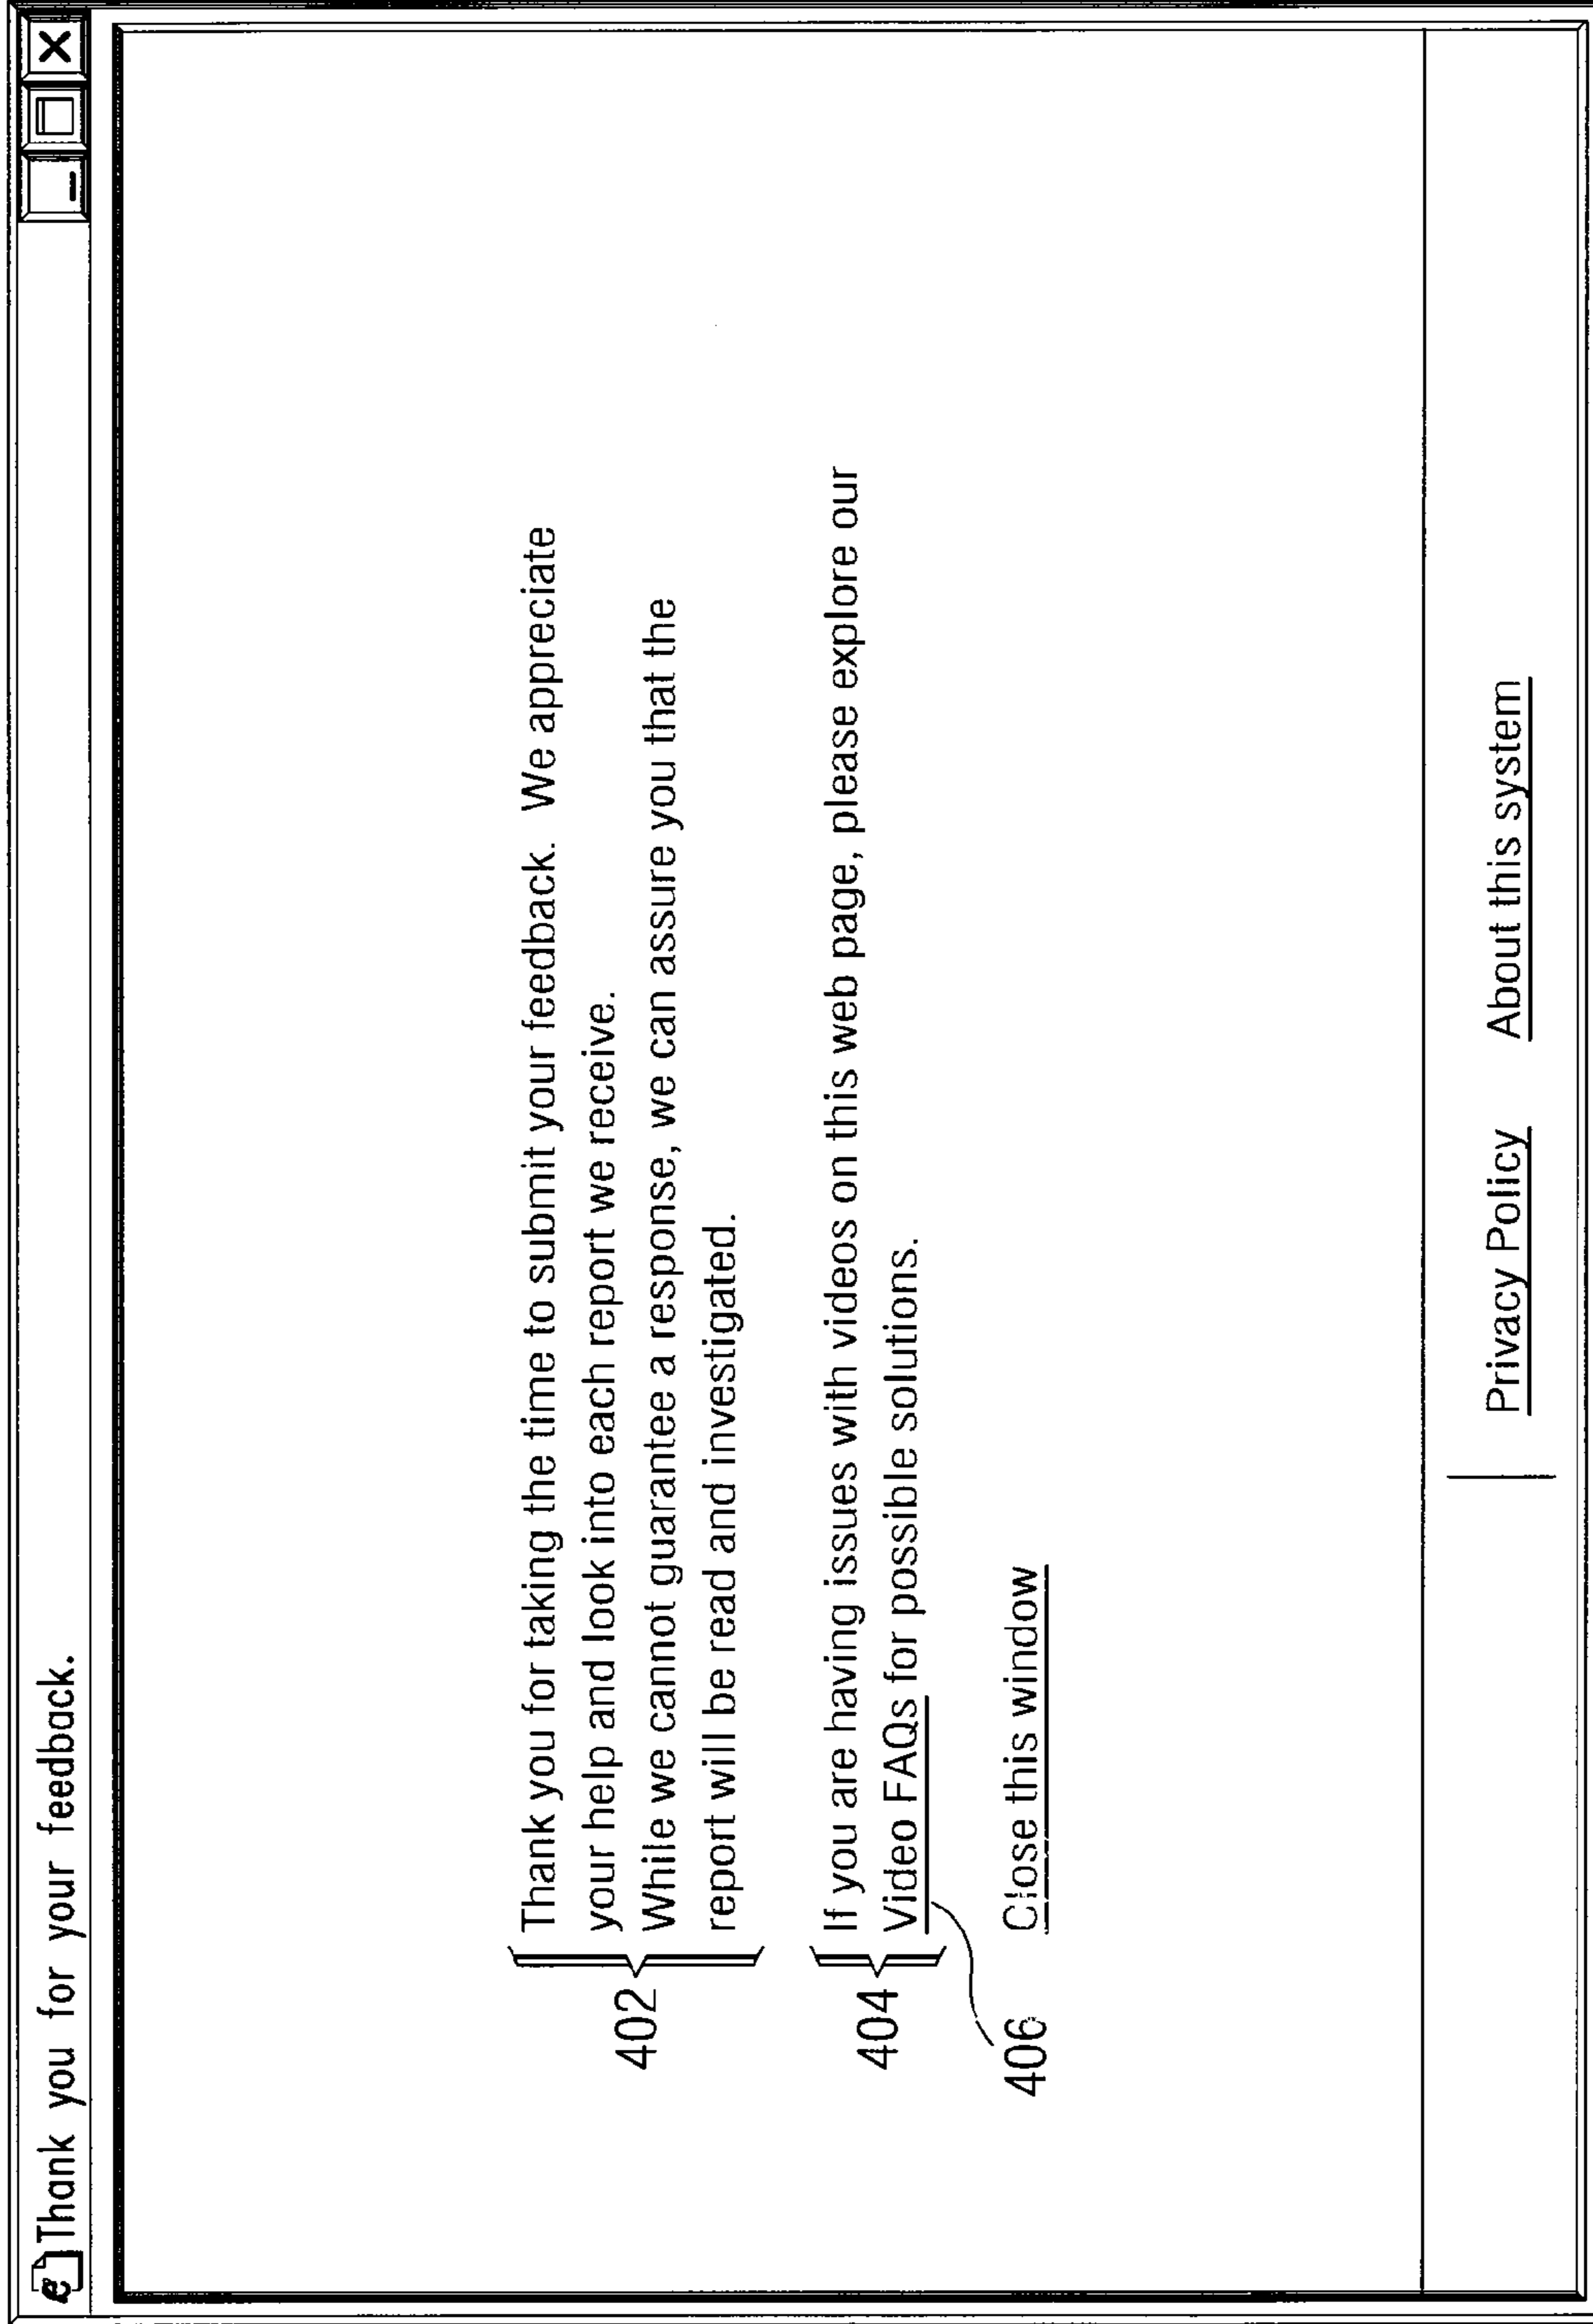 Thank you for your feedback.
Thank you for taking the time to submit your feedback. We appreciate
your help and look into each report we receive.
While we cannot guarantee a response, we can assure you that the
report will be read and investigated.
402
If you are having issues with videos on this web page, please explore our
Video FAQs for possible solutions.
404
406
Close this window
Privacy Policy About this system